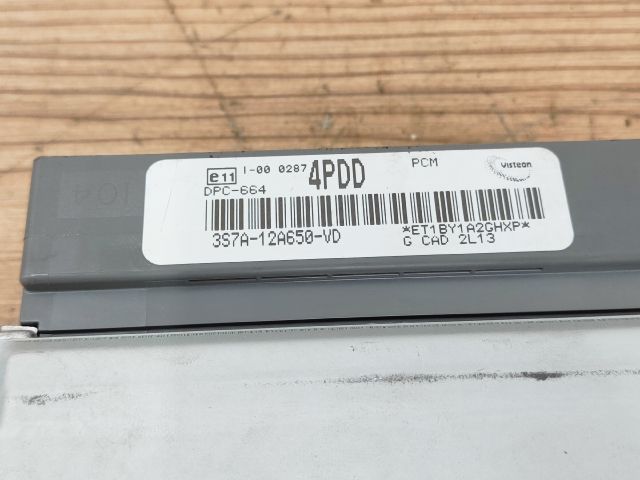 e11 I-00 0287 4PDD PCM visteon
DPC-664
3S7A-12A650-VD *ET1BY1A2GHXP*
G CAD 2L13